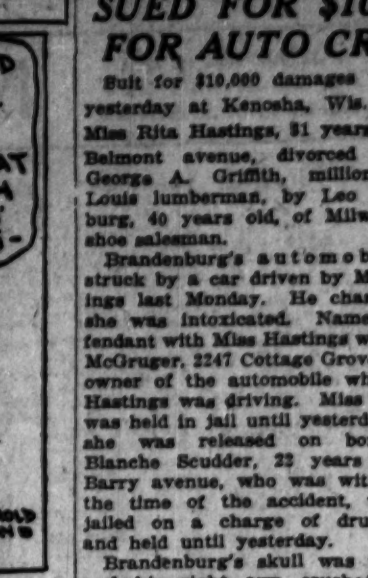 SUED FOR $10
FOR AUTO CR
Suit for $10,000 damages
yesterday at Kenosha, Wis.
Miss Rita Hastings, 31 years
Belmont avenue, divorced
George A. Griffith, million
Louis lumberman, by Leo
burg, 40 years old, of Milw
shoe salesman.
Brandenburg's automob
struck by a car driven by M
ings last Monday. He cha
she was intoxicated. Name
fendant with Miss Hastings w
McGruger, 2247 Cottage Grov
owner of the automobile wh
Hastings was driving. Miss
was held in jail until yesterd
she was released on bo
Blanche Scudder, 22 years
Barry avenue, who was wit
the time of the accident,
jailed on a charge of dru
and held until yesterday.
Brandenburg's skull was